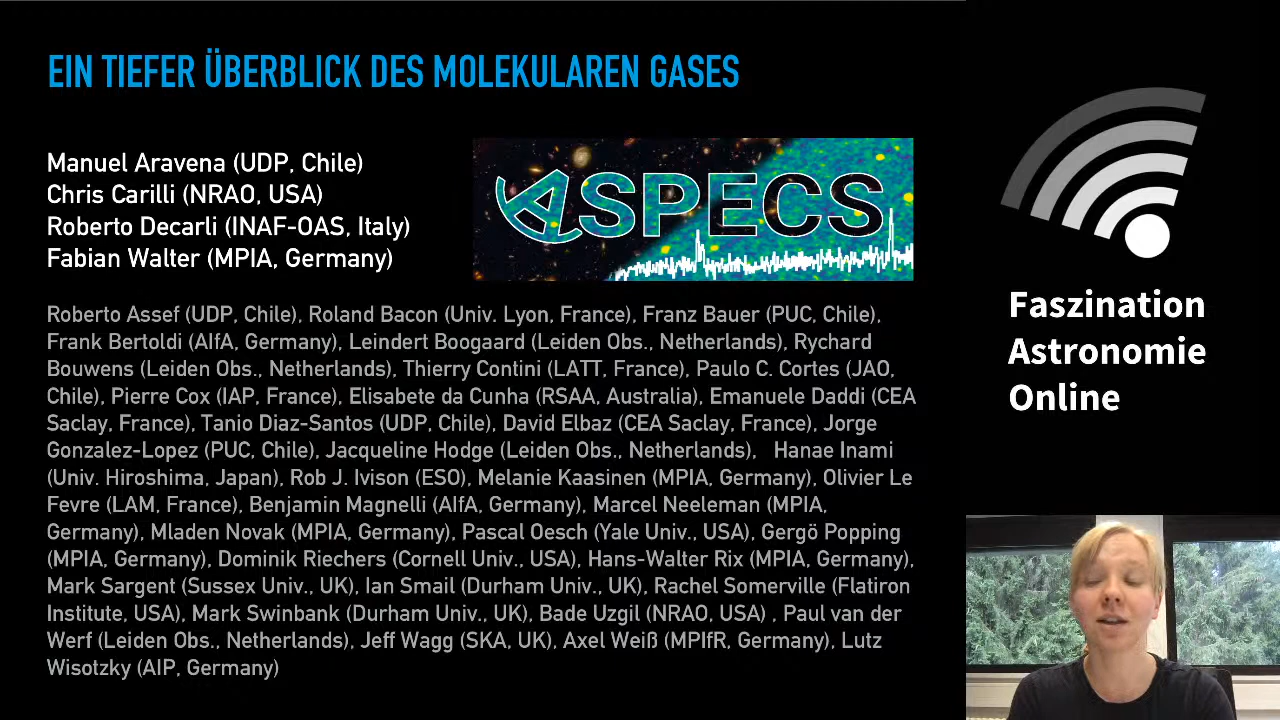 EIN TIEFER ÜBERBLICK DES MOLEKULAREN GASES
Manuel Aravena (UDP, Chile)
Chris Carilli (NRAO, USA)
Roberto Decarli (INAF-OAS, Italy)
Fabian Walter (MPIA, Germany)
ASPECS
Roberto Assef (UDP, Chile), Roland Bacon (Univ. Lyon, France), Franz Bauer (PUC, Chile),
Frank Bertoldi (AIfA, Germany), Leindert Boogaard (Leiden Obs., Netherlands), Rychard
Bouwens (Leiden Obs., Netherlands), Thierry Contini (LATT, France), Paulo C. Cortes (JAO,
Chile), Pierre Cox (IAP, France), Elisabete da Cunha (RSAA, Australia), Emanuele Daddi (CEA
Saclay, France), Tanio Diaz-Santos (UDP, Chile), David Elbaz (CEA Saclay, France), Jorge
Gonzalez-Lopez (PUC, Chile), Jacqueline Hodge (Leiden Obs., Netherlands), Hanae Inami
(Univ. Hiroshima, Japan), Rob J. Ivison (ESO), Melanie Kaasinen (MPIA, Germany), Olivier Le
Fevre (LAM, France), Benjamin Magnelli (AIfA, Germany), Marcel Neeleman (MPIA,
Germany), Mladen Novak (MPIA, Germany), Pascal Oesch (Yale Univ., USA), Gergö Popping
(MPIA, Germany), Dominik Riechers (Cornell Univ., USA), Hans-Walter Rix (MPIA, Germany),
Mark Sargent (Sussex Univ., UK), Ian Smail (Durham Univ., UK), Rachel Somerville (Flatiron
Institute, USA), Mark Swinbank (Durham Univ., UK), Bade Uzgil (NRAO, USA) , Paul van der
Werf (Leiden Obs., Netherlands), Jeff Wagg (SKA, UK), Axel Weiß (MPIfR, Germany), Lutz
Wisotzky (AIP, Germany)
Faszination
Astronomie
Online